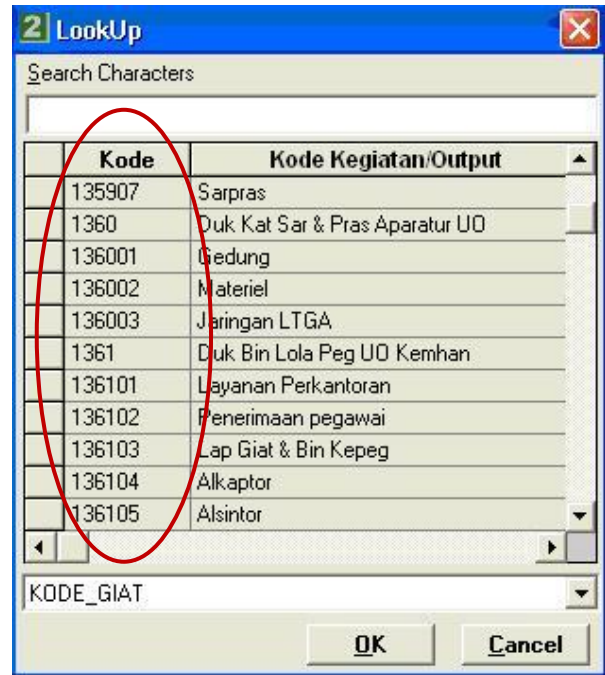 2 LookUp
Search Characters
Kode Kode Kegiatan/Output
135907 Sarpras
1360 Duk Kat Sar & Pras Aparatur UO
136001 Gedung
136002 Materiel
136003 Jaringan LTGA
1361 Duk Bin Lola Peg UO Kemhan
136101 Layanan Perkantoran
136102 Penerimaan pegawai
136103 Lap Giat & Bin Kepeg
136104 Alkaptor
136105 Alsintor
KODE_GIAT
OK Cancel